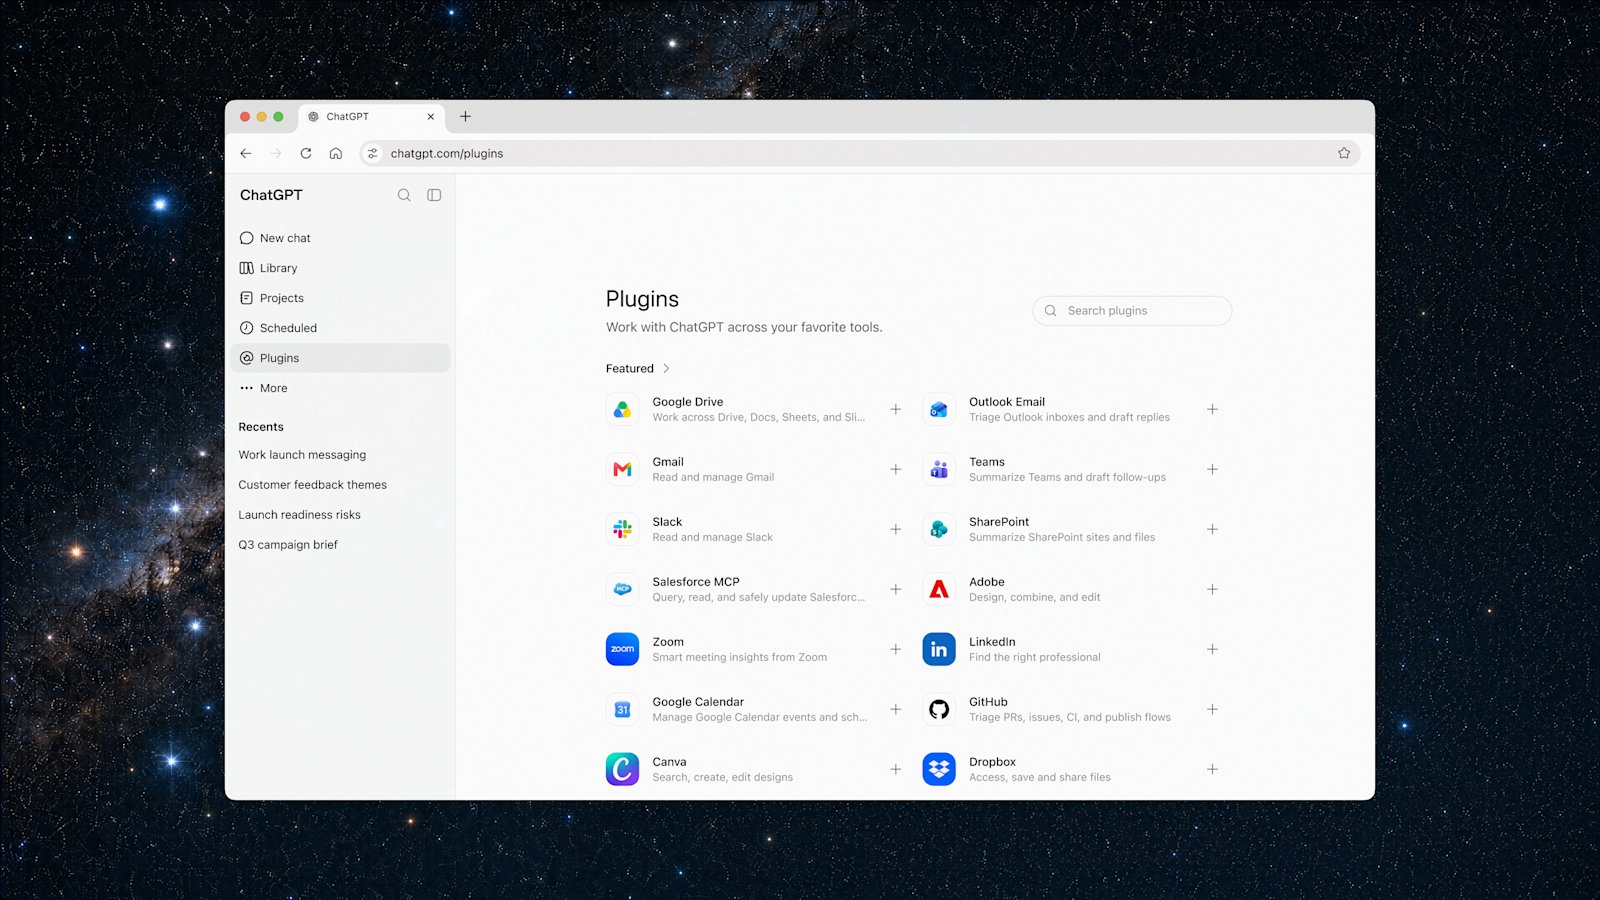 ChatGPT
chatgpt.com/plugins
ChatGPT
New chat
Library
Projects
Scheduled
Plugins
More
Recents
Work launch messaging
Customer feedback themes
Launch readiness risks
Q3 campaign brief
Plugins
Work with ChatGPT across your favorite tools.
Search plugins
Featured
Google Drive
Work across Drive, Docs, Sheets, and Sli...
Outlook Email
Triage Outlook inboxes and draft replies
Gmail
Read and manage Gmail
Teams
Summarize Teams and draft follow-ups
Slack
Read and manage Slack
SharePoint
Summarize SharePoint sites and files
MCP
Salesforce MCP
Query, read, and safely update Salesforc...
Adobe
Design, combine, and edit
zoom
Zoom
Smart meeting insights from Zoom
in
LinkedIn
Find the right professional
31
Google Calendar
Manage Google Calendar events and sch...
GitHub
Triage PRs, issues, CI, and publish flows
C
Canva
Search, create, edit designs
Dropbox
Access, save and share files